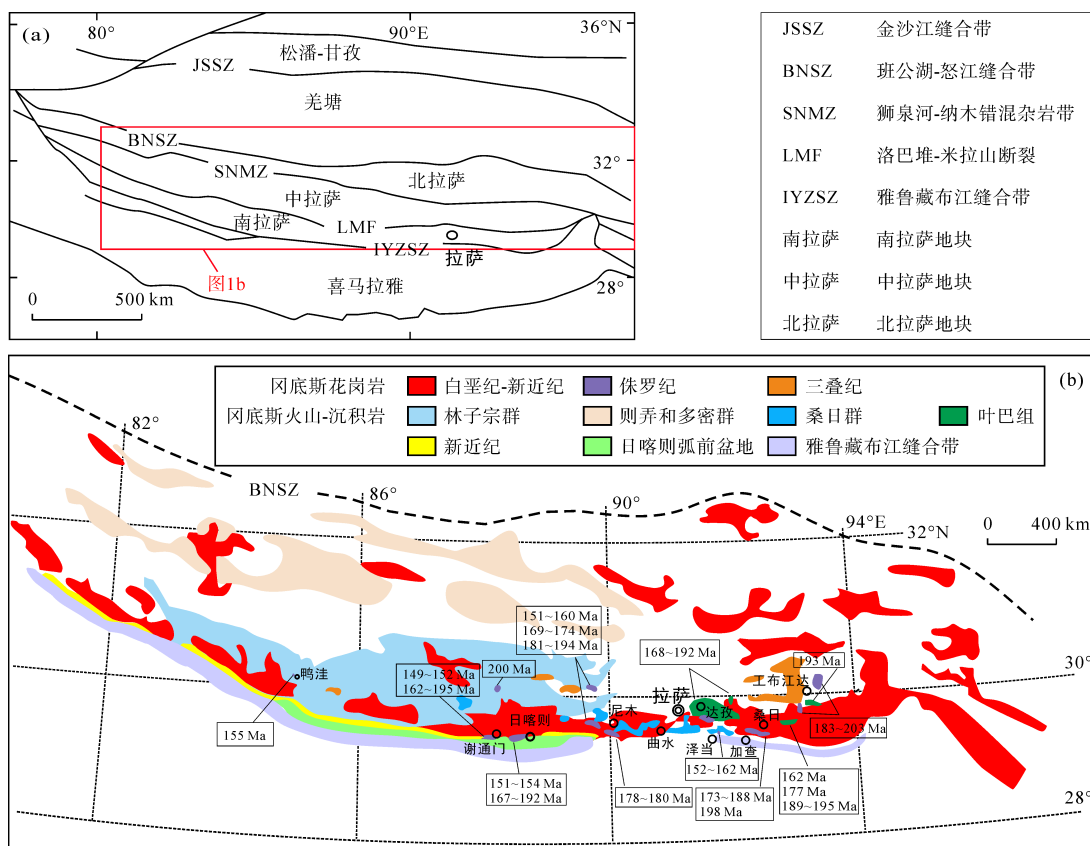 (a)
80°
90°E
36°N
松潘-甘孜
JSSZ
羌塘
BNSZ
SNMZ
32°
北拉萨
中拉萨
南拉萨
LMF
IYZSZ
拉萨
图1b
喜马拉雅
28°
0 500 km
JSSZ 金沙江缝合带
BNSZ 班公湖-怒江缝合带
SNMZ 狮泉河-纳木错混杂岩带
LMF 洛巴堆-米拉山断裂
IYZSZ 雅鲁藏布江缝合带
南拉萨 南拉萨地块
中拉萨 中拉萨地块
北拉萨 北拉萨地块
(b)
冈底斯花岗岩 白垩纪-新近纪 侏罗纪 三叠纪
冈底斯火山-沉积岩 林子宗群 则弄和多密群 桑日群 叶巴组
新近纪 日喀则弧前盆地 雅鲁藏布江缝合带
82°
BNSZ
86°
90°
94°E
32°N
0 400 km
151~160 Ma
169~174 Ma
181~194 Ma
168~192 Ma
193 Ma
30°
149~152 Ma
162~195 Ma
200 Ma
鸭洼
工布江达
拉萨
达孜
尼木
桑日
日喀则
谢通门
曲水
泽当
加查
183~203 Ma
155 Ma
152~162 Ma
151~154 Ma
167~192 Ma
178~180 Ma
173~188 Ma
198 Ma
162 Ma
177 Ma
189~195 Ma
28°